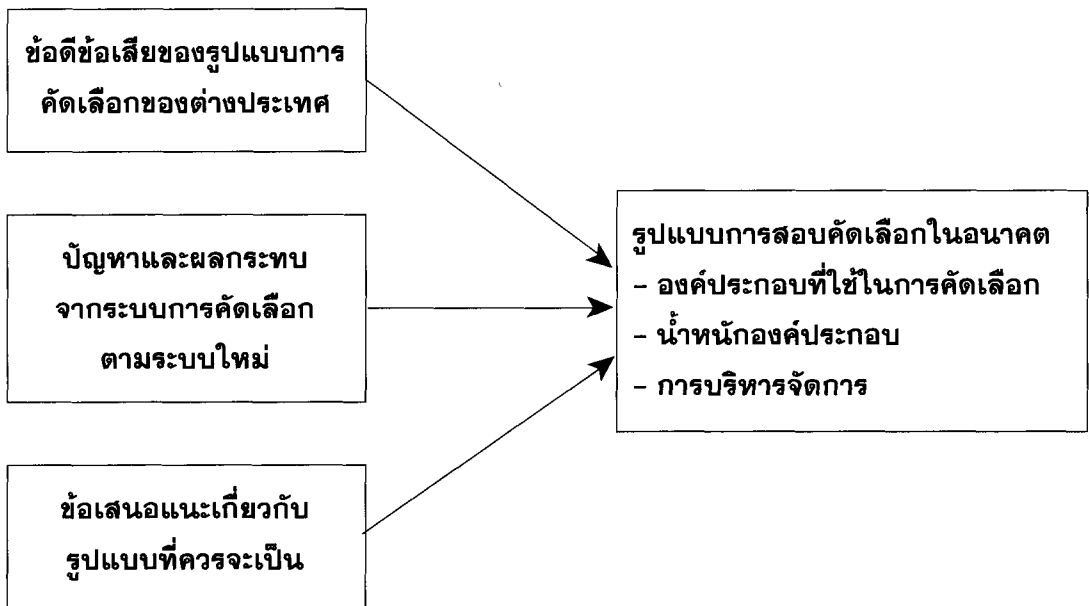 ข้อดีข้อเสียของรูปแบบการ
คัดเลือกของต่างประเทศ
ปัญหาและผลกระทบ
จากระบบการคัดเลือก
ตามระบบใหม่
ข้อเสนอแนะเกี่ยวกับ
รูปแบบที่ควรจะเป็น
รูปแบบการสอบคัดเลือกในอนาคต
– องค์ประกอบที่ใช้ในการคัดเลือก
– น้ำหนักองค์ประกอบ
– การบริหารจัดการ